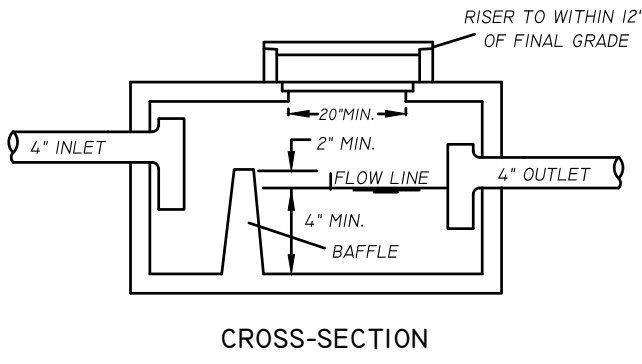 RISER TO WITHIN 12"
OF FINAL GRADE
20"MIN.
4" INLET
2" MIN.
FLOW LINE
4" OUTLET
4" MIN.
BAFFLE
CROSS-SECTION